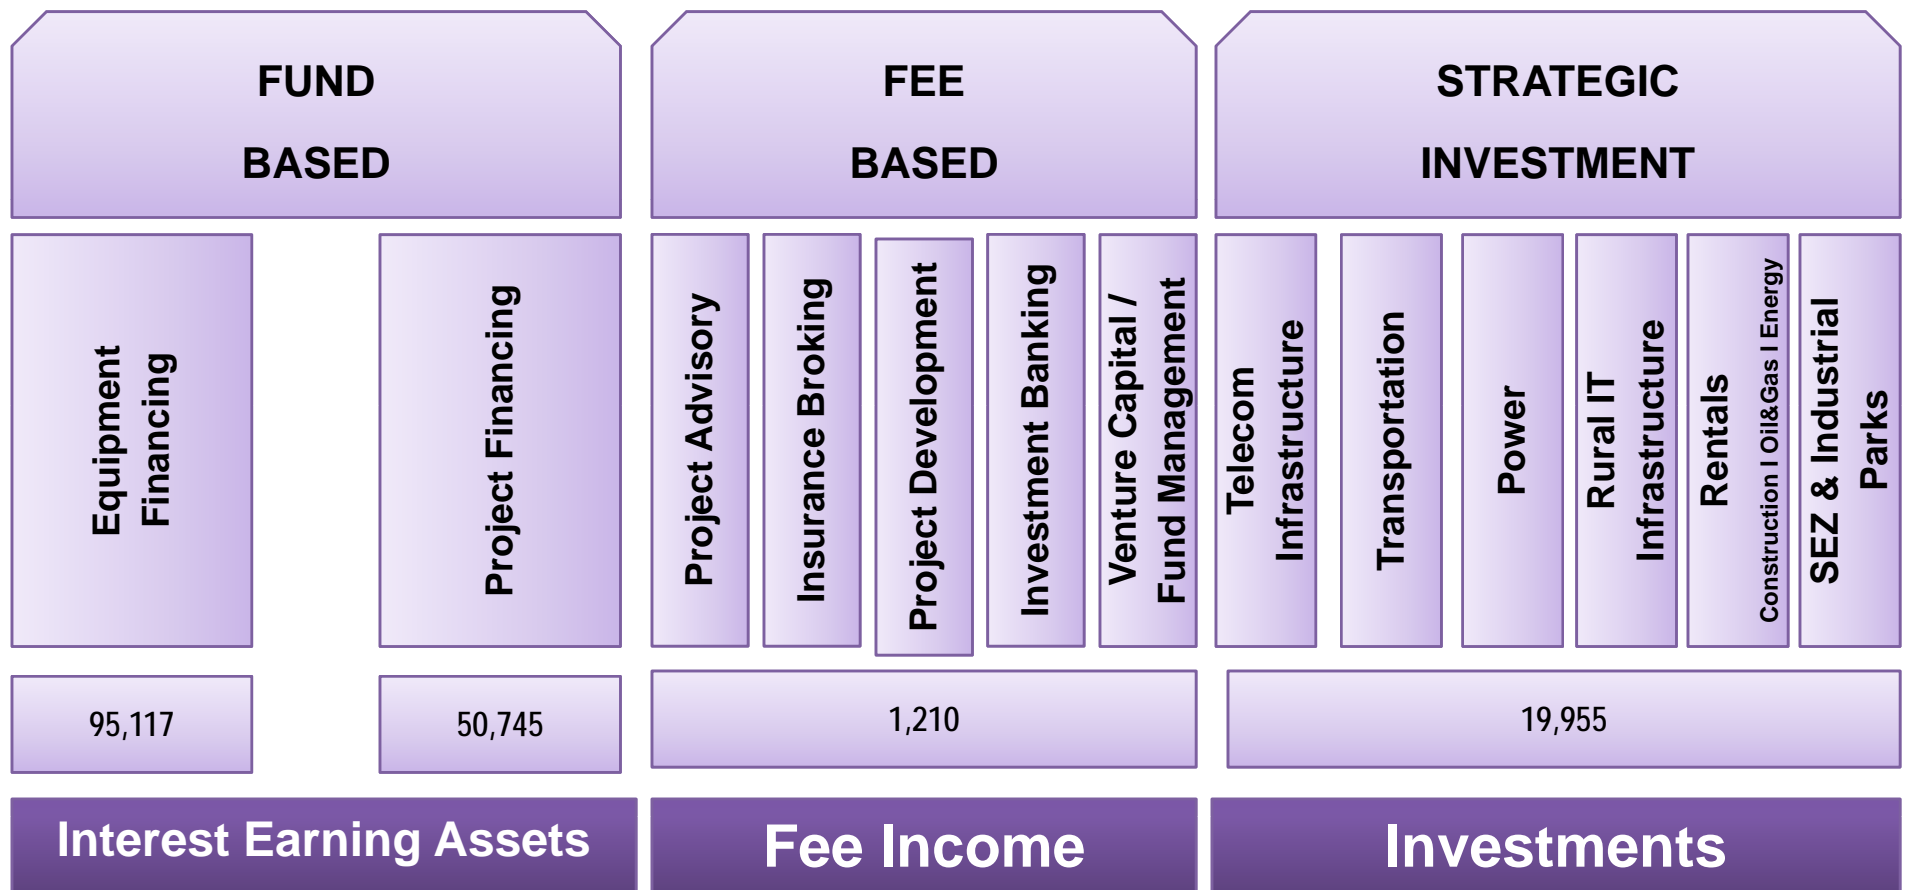 FUND
BASED
FEE
BASED
STRATEGIC
INVESTMENT
Equipment
Financing
Project Financing
Project Advisory
Insurance Broking
Project Development
Investment Banking
Venture Capital /
Fund Management
Telecom
Infrastructure
Transportation
Power
Rural IT
Infrastructure
Rentals
Construction I Oil&Gas I Energy
SEZ & Industrial
Parks
95,117
50,745
1,210
19,955
Interest Earning Assets
Fee Income
Investments